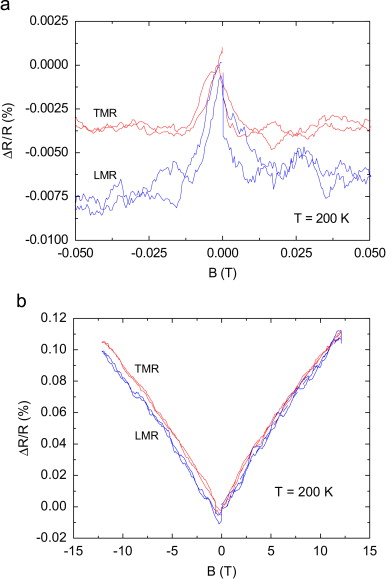 a
0.0025
0.0000
-0.0025
-0.0050
-0.0075
-0.0100
ΔR/R (%)
TMR
LMR
T = 200 K
-0.050 -0.025 0.000 0.025 0.050
B (T)
b
0.12
0.10
0.08
0.06
0.04
0.02
0.00
-0.02
ΔR/R (%)
TMR
LMR
T = 200 K
-15 -10 -5 0 5 10 15
B (T)